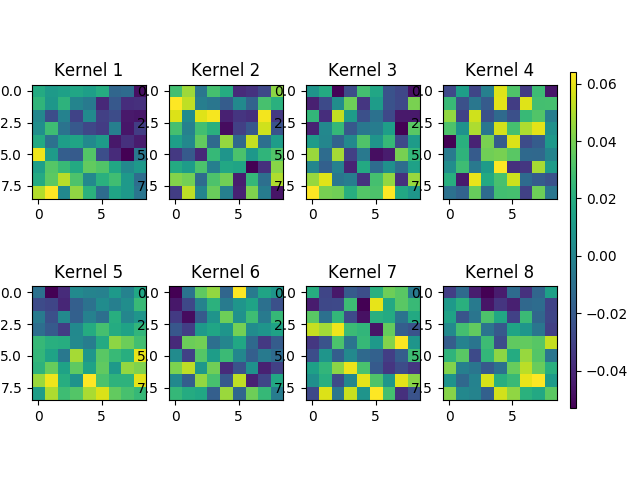 Kernel 1 Kernel 2 Kernel 3 Kernel 4
0.0 0.0 0.0 0.0 0.06
2.5 2.5 2.5 2.5 0.04
5.0 5.0 5.0 5.0 0.02
7.5 7.5 7.5 7.5
0 5 0 5 0 5 0 5
0.00
Kernel 5 Kernel 6 Kernel 7 Kernel 8
0.0 0.0 0.0 0.0
2.5 2.5 2.5 2.5 −0.02
5.0 5.0 5.0 5.0 −0.04
7.5 7.5 7.5 7.5
0 5 0 5 0 5 0 5